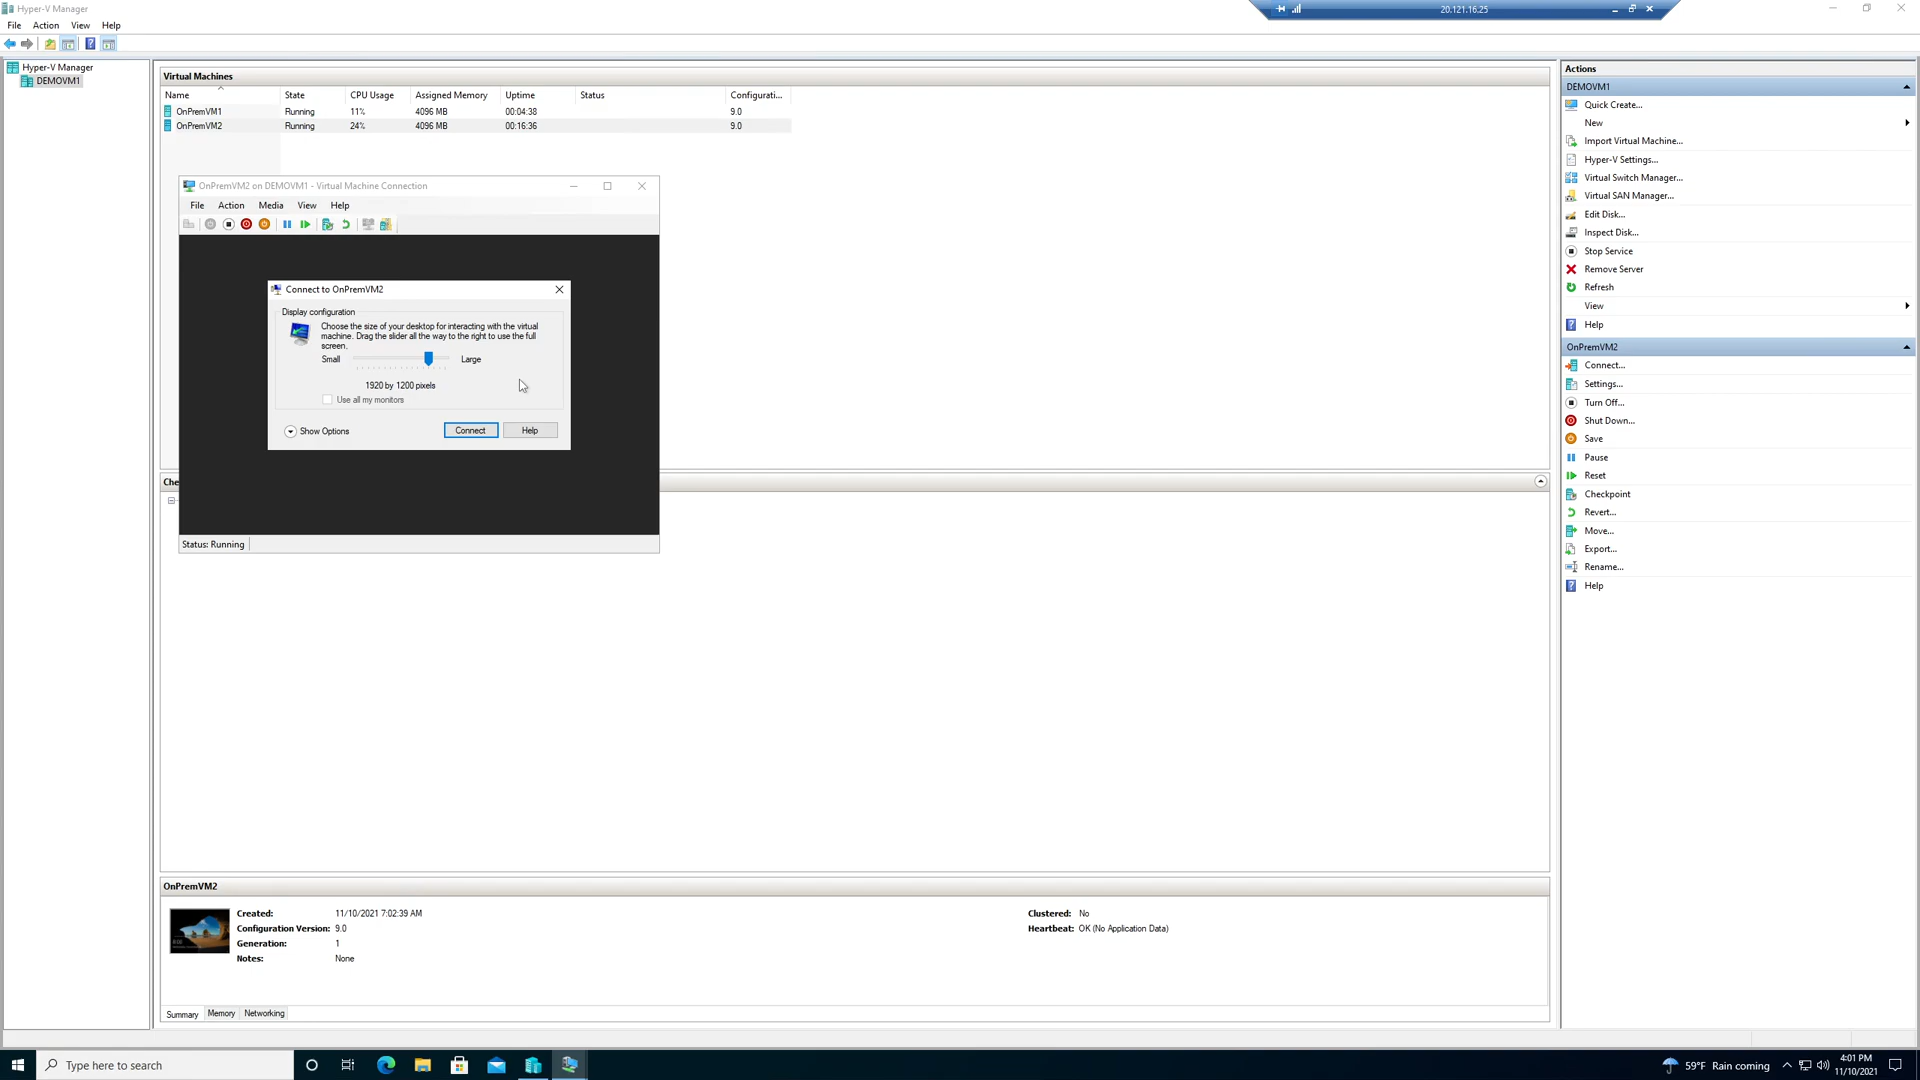 Hyper-V Manager
20.121.16.25
File Action View Help
Hyper-V Manager
DEMOVM1
Virtual Machines
Name State CPU Usage Assigned Memory Uptime Status Configurati...
OnPremVM1 Running 11% 4096 MB 00:04:38 9.0
OnPremVM2 Running 24% 4096 MB 00:16:36 9.0
OnPremVM2 on DEMOVM1 - Virtual Machine Connection
File Action Media View Help
Connect to OnPremVM2
Display configuration
Choose the size of your desktop for interacting with the virtual
machine. Drag the slider all the way to the right to use the full
screen.
Small Large
1920 by 1200 pixels
Use all my monitors
Show Options Connect Help
Status: Running
Che
OnPremVM2
Created: 11/10/2021 7:02:39 AM Clustered: No
Configuration Version: 9.0 Heartbeat: OK (No Application Data)
Generation: 1
Notes: None
Summary Memory Networking
Actions
DEMOVM1
Quick Create...
New
Import Virtual Machine...
Hyper-V Settings...
Virtual Switch Manager...
Virtual SAN Manager...
Edit Disk...
Inspect Disk...
Stop Service
Remove Server
Refresh
View
Help
OnPremVM2
Connect...
Settings...
Turn Off...
Shut Down...
Save
Pause
Reset
Checkpoint
Revert...
Move...
Export...
Rename...
Help
Type here to search
59°F Rain coming
4:01 PM
11/10/2021